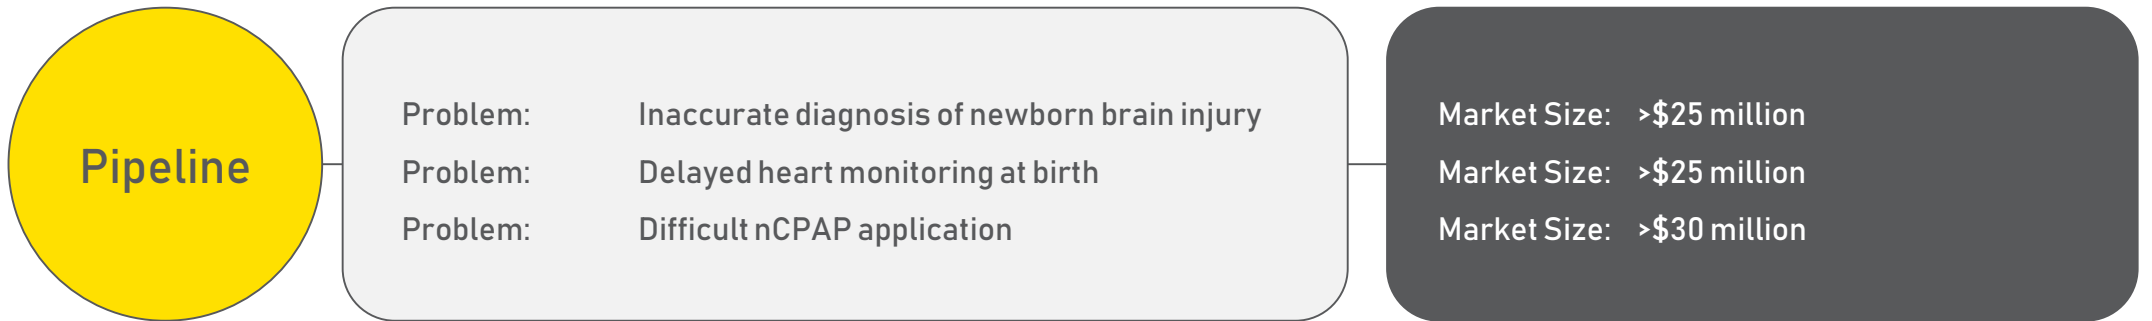 Pipeline
Problem: Inaccurate diagnosis of newborn brain injury
Problem: Delayed heart monitoring at birth
Problem: Difficult nCPAP application
Market Size: >$25 million
Market Size: >$25 million
Market Size: >$30 million